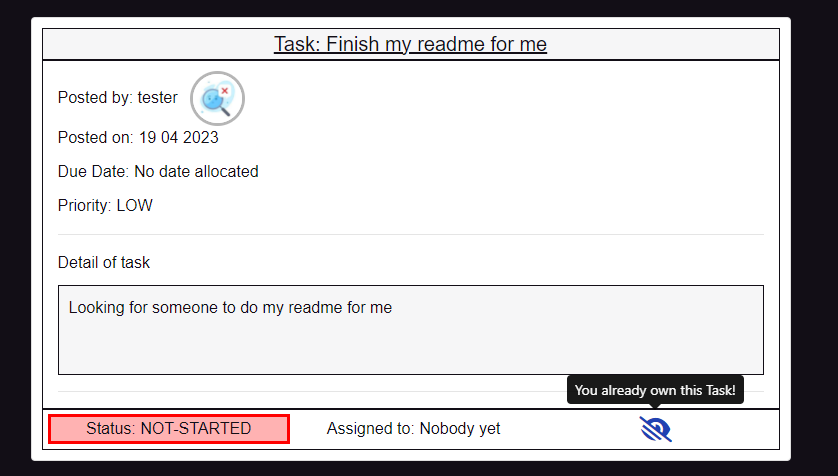 Task: Finish my readme for me
Posted by: tester
Posted on: 19 04 2023
Due Date: No date allocated
Priority: LOW
Detail of task
Looking for someone to do my readme for me
You already own this Task!
Status: NOT-STARTED
Assigned to: Nobody yet